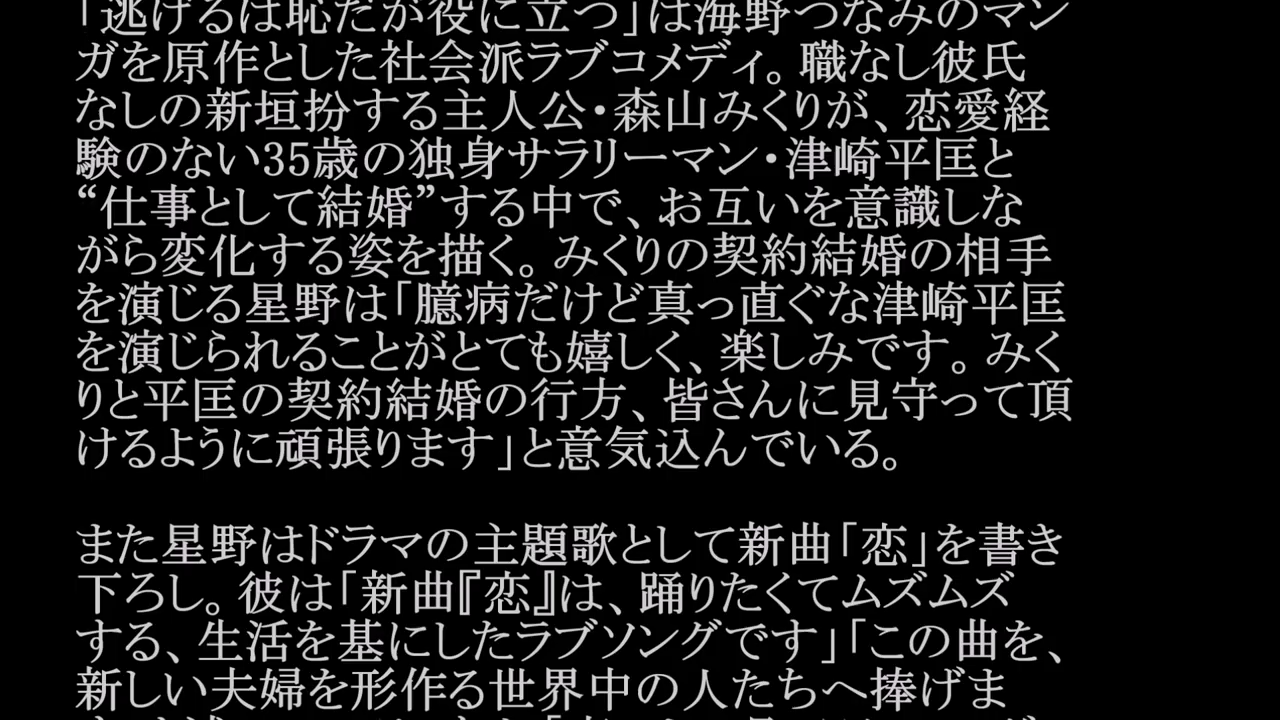 「逃げるは恥だが役に立つ」は海野つなみのマン
ガを原作とした社会派ラブコメディ。職なし彼氏
なしの新垣扮する主人公・森山みくりが、恋愛経
験のない35歳の独身サラリーマン・津崎平匡と
“仕事として結婚”する中で、お互いを意識しな
がら変化する姿を描く。みくりの契約結婚の相手
を演じる星野は「臆病だけど真っ直ぐな津崎平匡
を演じられることがとても嬉しく、楽しみです。みく
りと平匡の契約結婚の行方、皆さんに見守って頂
けるように頑張ります」と意気込んでいる。
また星野はドラマの主題歌として新曲「恋」を書き
下ろし。彼は「新曲『恋』は、踊りたくてムズムズ
する、生活を基にしたラブソングです」「この曲を、
新しい夫婦を形作る世界中の人たちへ捧げま